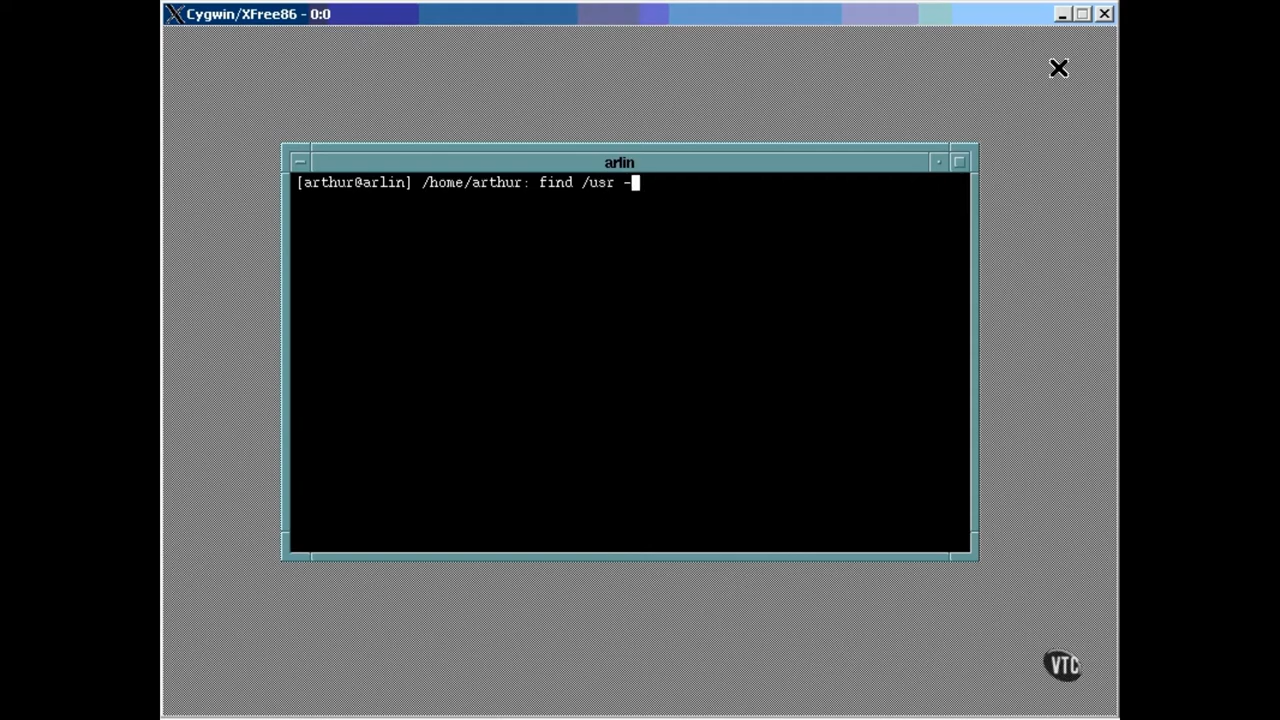 Cygwin/XFree86 - 0:0
arlin
[arthur@arlin] /home/arthur: find /usr -
VTC